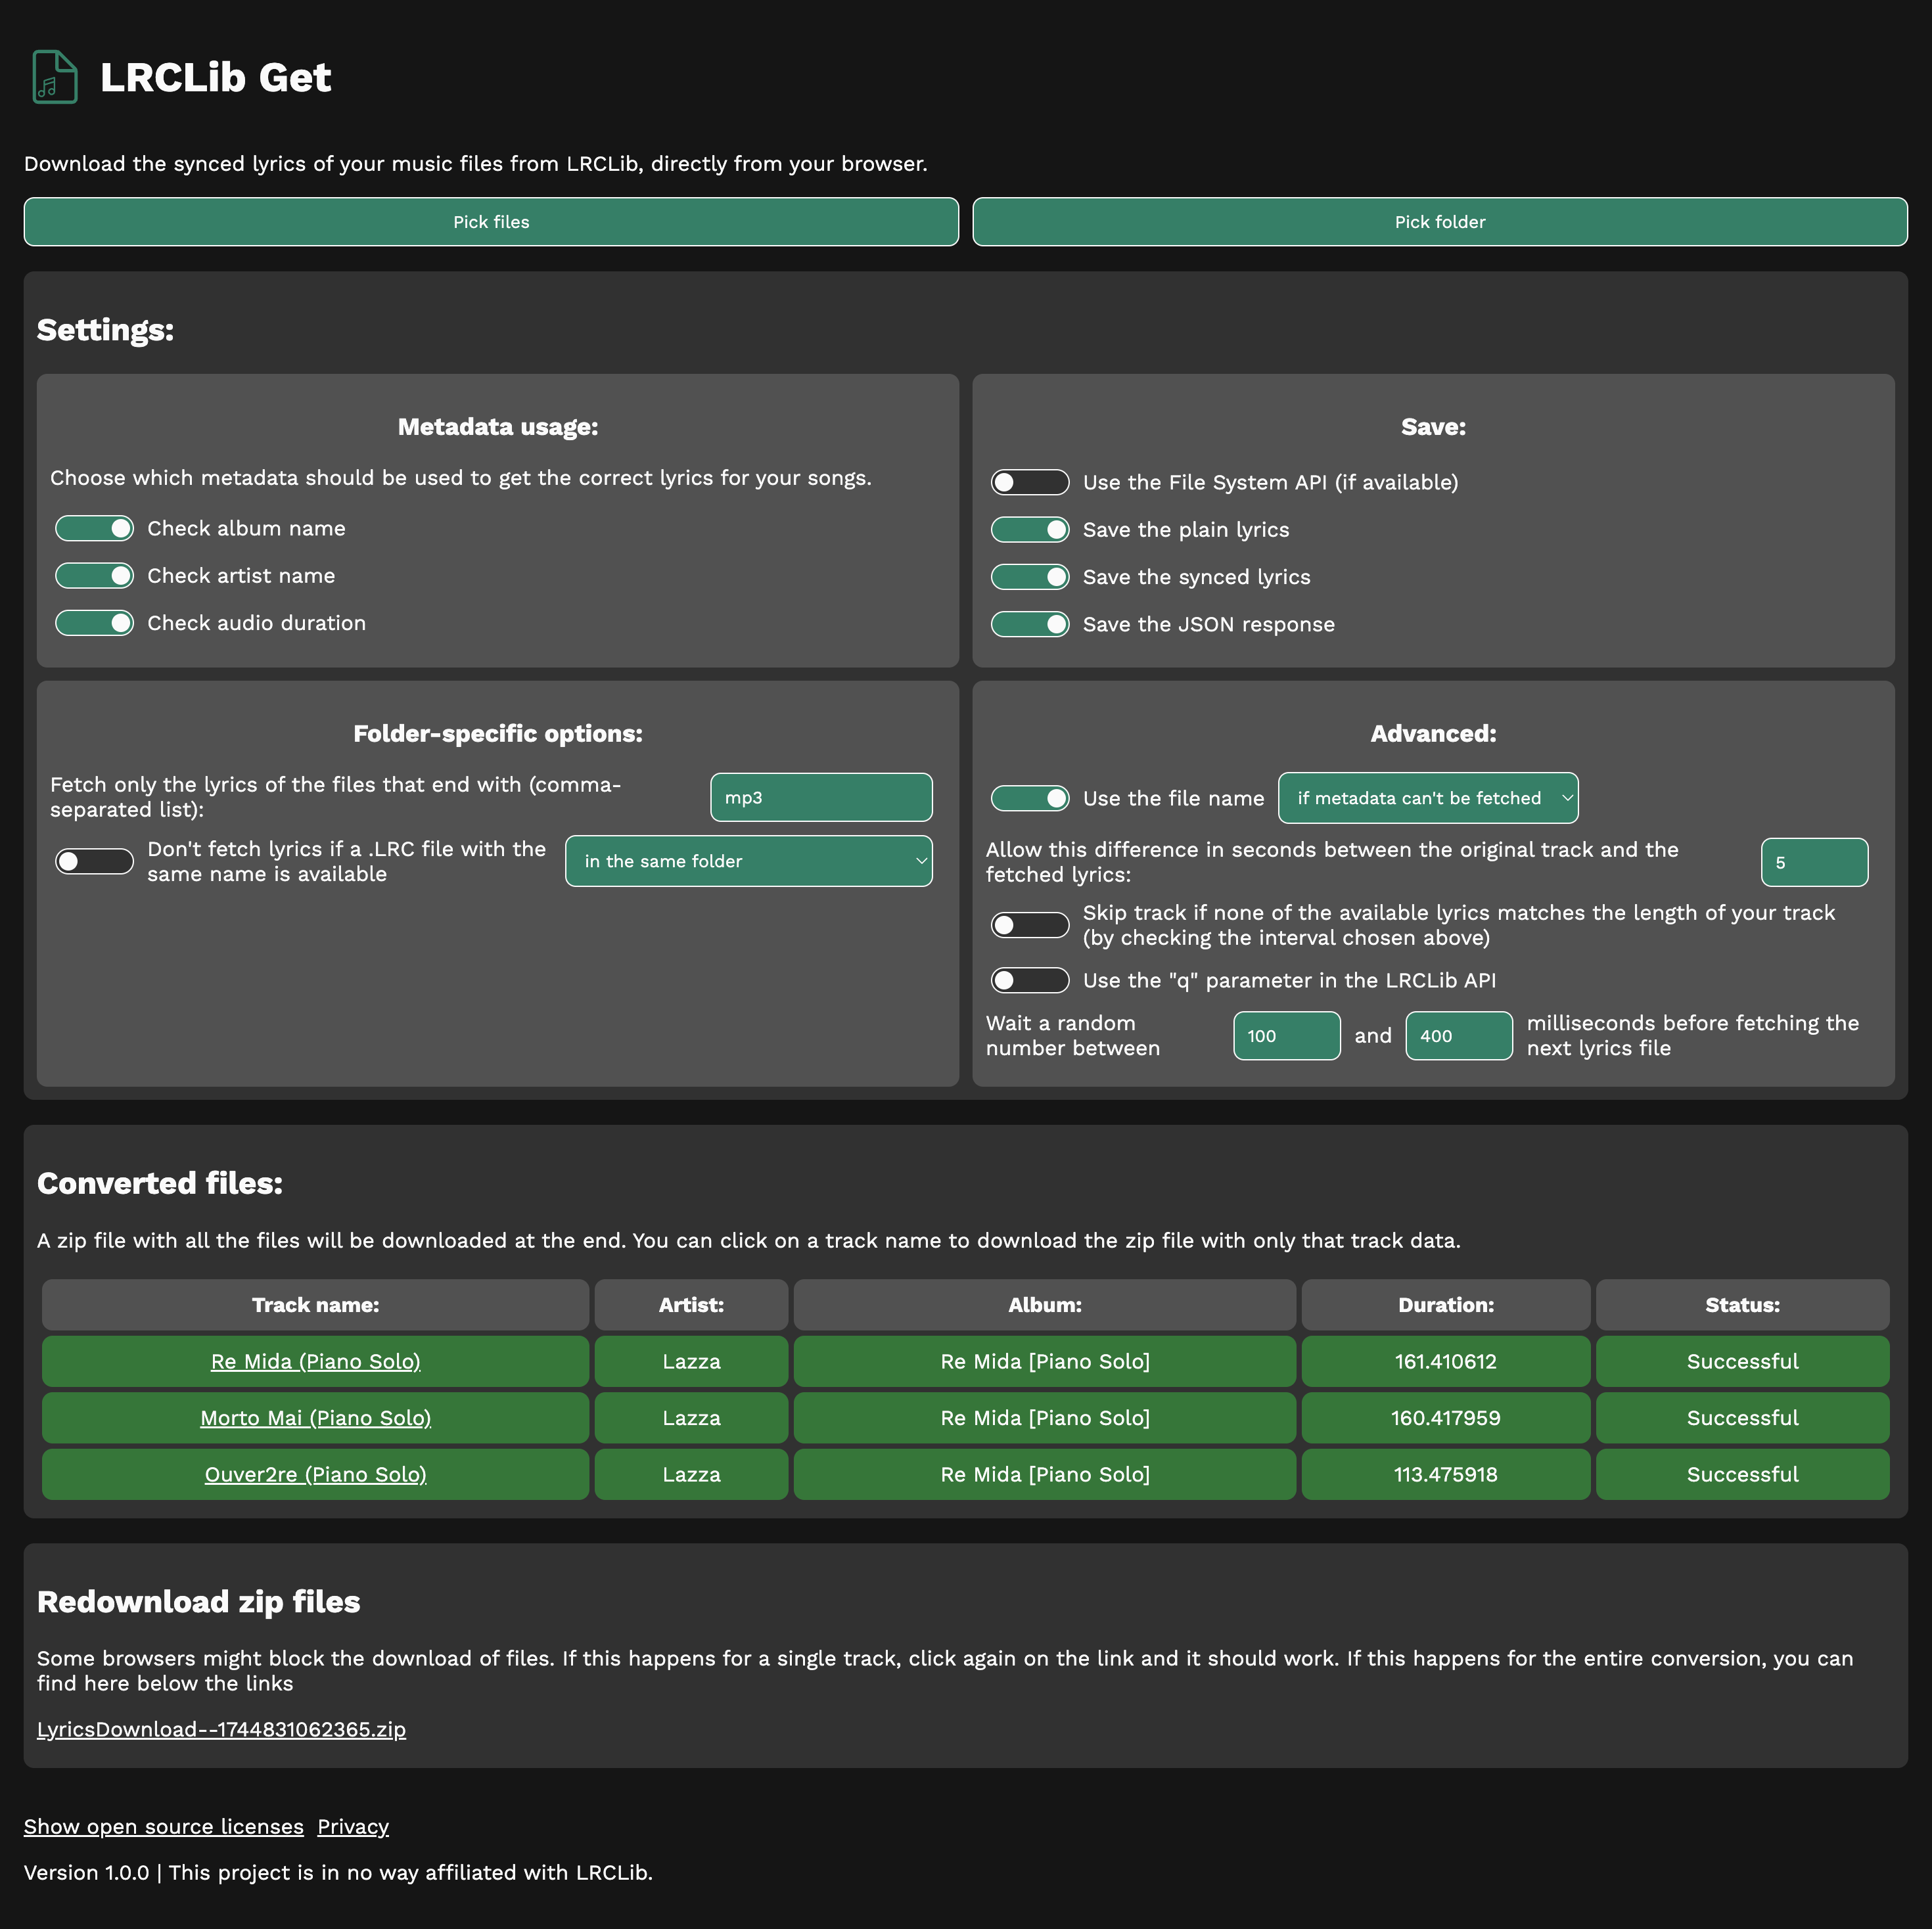 LRCLib Get
Download the synced lyrics of your music files from LRCLib, directly from your browser.
Pick files
Pick folder
Settings:
Metadata usage:
Choose which metadata should be used to get the correct lyrics for your songs.
Check album name
Check artist name
Check audio duration
Save:
Use the File System API (if available)
Save the plain lyrics
Save the synced lyrics
Save the JSON response
Folder-specific options:
Fetch only the lyrics of the files that end with (comma-
separated list):
mp3
Don't fetch lyrics if a .LRC file with the
same name is available
in the same folder
Advanced:
Use the file name
if metadata can't be fetched
Allow this difference in seconds between the original track and the
fetched lyrics:
5
Skip track if none of the available lyrics matches the length of your track
(by checking the interval chosen above)
Use the "q" parameter in the LRCLib API
Wait a random
number between
100
and
400
milliseconds before fetching the
next lyrics file
Converted files:
A zip file with all the files will be downloaded at the end. You can click on a track name to download the zip file with only that track data.
Track name: Artist: Album: Duration: Status:
Re Mida (Piano Solo) Lazza Re Mida [Piano Solo] 161.410612 Successful
Morto Mai (Piano Solo) Lazza Re Mida [Piano Solo] 160.417959 Successful
Ouver2re (Piano Solo) Lazza Re Mida [Piano Solo] 113.475918 Successful
Redownload zip files
Some browsers might block the download of files. If this happens for a single track, click again on the link and it should work. If this happens for the entire conversion, you can
find here below the links
LyricsDownload--1744831062365.zip
Show open source licenses Privacy
Version 1.0.0 | This project is in no way affiliated with LRCLib.